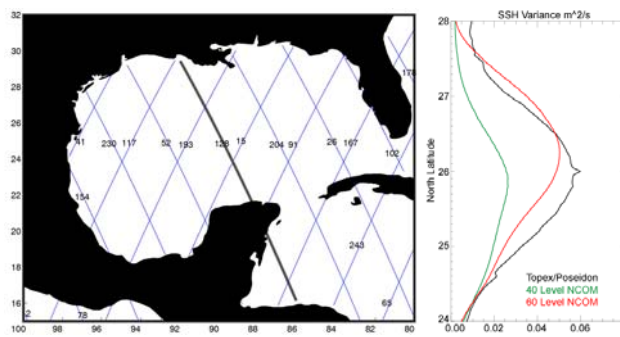 SSH Variance m^2/s
32
30
28
26
24
22
20
18
16
100 98 96 94 92 90 88 86 84 82 80
178
41 230 117 52 193 128 15 204 91 26 167
102
154
243
2 78 65
28
27
26
25
24
North Latitude
Topex/Poseidon
40 Level NCOM
60 Level NCOM
0.00 0.02 0.04 0.06